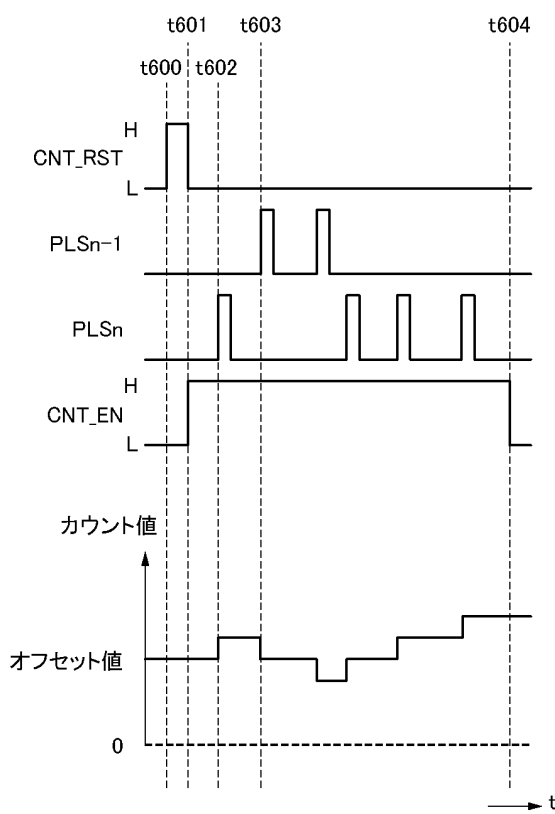 t601
t603
t604
t600
t602
H
CNT_RST
L
PLSn-1
PLSn
H
CNT_EN
L
カウント値
オフセット値
0
t